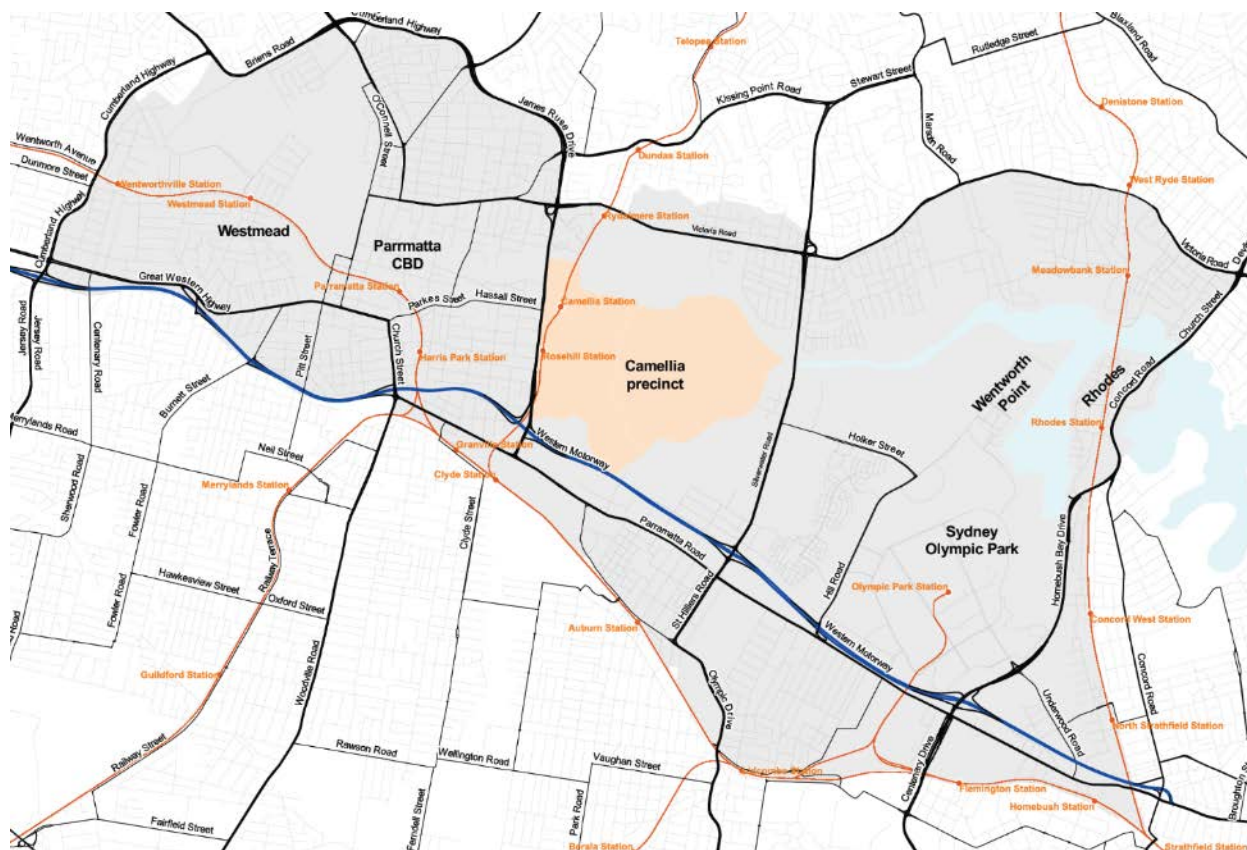 Cumberland Highway
Telopea Station
Blaxland Road
Rutledge Street
Briens Road
Cumberland Highway
Stewart Street
Kissing Point Road
O'Connell Street
James Ruse Drive
Denistone Station
Marsden Road
Wentworth Avenue
Dunmore Street
Dundas Station
Wentworthville Station
Westmead Station
West Ryde Station
Cumberland Highway
Rydalmere Station
Westmead
Parrmatta
CBD
Victoria Road
Victoria Road
Great Western Highway
Meadowbank Station
Parramatta Station
Parkes Street
Hassall Street
Camellia Station
Church Street
Jersey Road
Jersey Road
Centenary Road
Pitt Street
Church Street
Harris Park Station
Rosehill Station
Camellia
precinct
Wentworth
Point
Rhodes
Concord Road
Burnett Street
Rhodes Station
Merrylands Road
Neil Street
Western Motorway
Holker Street
Granville Station
Clyde Station
Silverwater Road
Merrylands Station
Sherwood Road
Fowler Road
Clyde Street
Parramatta Road
Sydney
Olympic Park
Railway Terrace
Homebush Bay Drive
Hawkesview Street
Oxford Street
Fowler Road
Hill Road
Olympic Park Station
St Hilliers Road
Auburn Station
Concord West Station
Western Motorway
Guildford Station
Woodville Road
Olympic Drive
Underwood Road
Concord Road
North Strathfield Station
Railway Street
Rawson Road
Wellington Road
Vaughan Street
Centenary Drive
Flemington Station
Homebush Station
Park Road
Ferndell Street
Fairfield Street
Berala Station
Strathfield Station